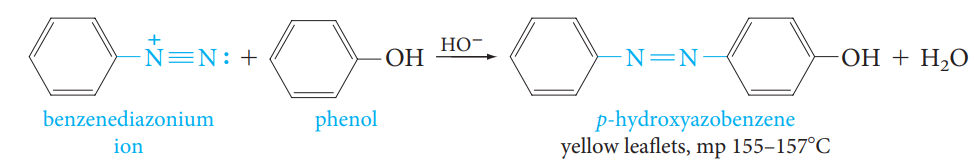 N⁺≡N: + OH HO⁻ N=N OH + H₂O
benzenediazonium ion
phenol
p-hydroxyazobenzene
yellow leaflets, mp 155–157°C